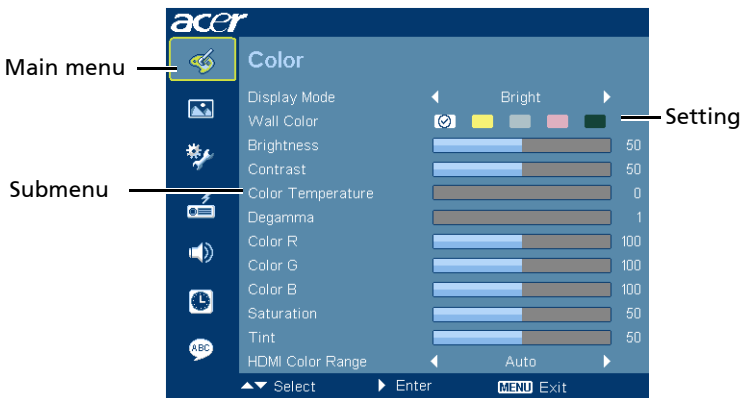 acer
Main menu
Color
Display Mode Bright
Wall Color
Setting
Brightness 50
Contrast 50
Submenu
Color Temperature 0
Degamma 1
Color R 100
Color G 100
Color B 100
Saturation 50
Tint 50
ABC
HDMI Color Range Auto
Select Enter MENU Exit